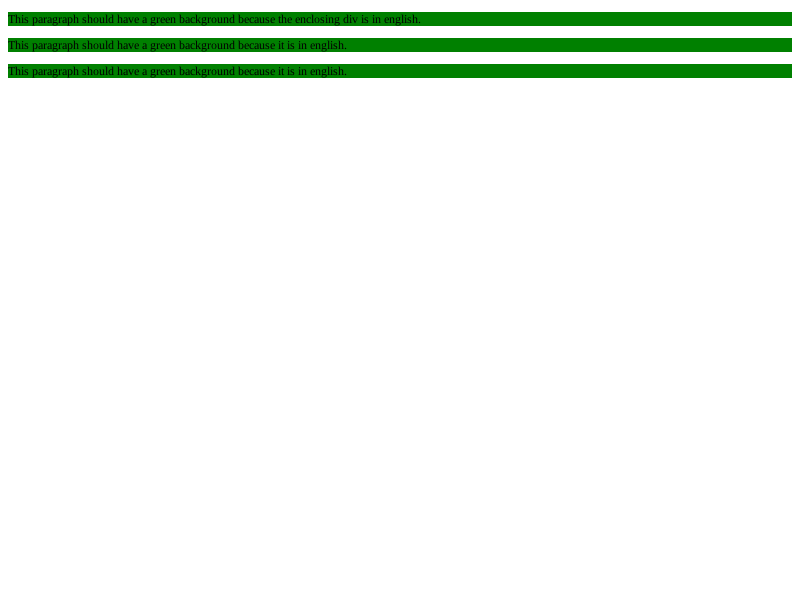 This paragraph should have a green background because the enclosing div is in english.
This paragraph should have a green background because it is in english.
This paragraph should have a green background because it is in english.